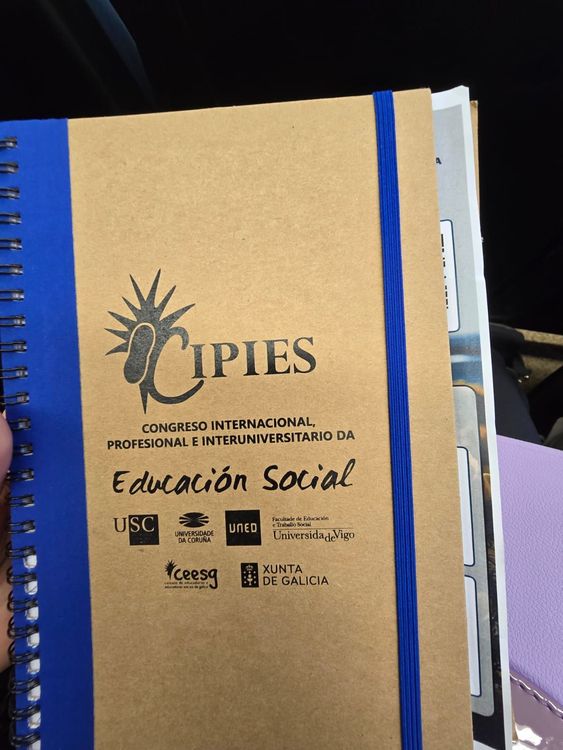 CIPIES
CONGRESO INTERNACIONAL,
PROFESIONAL E INTERUNIVERSITARIO DA
Educación Social
USC
UNIVERSIDADE
DA CORUÑA
UNED
Facultade de Educación
e Traballo Social
UniversidadeVigo
ceesg
XUNTA
DE GALICIA